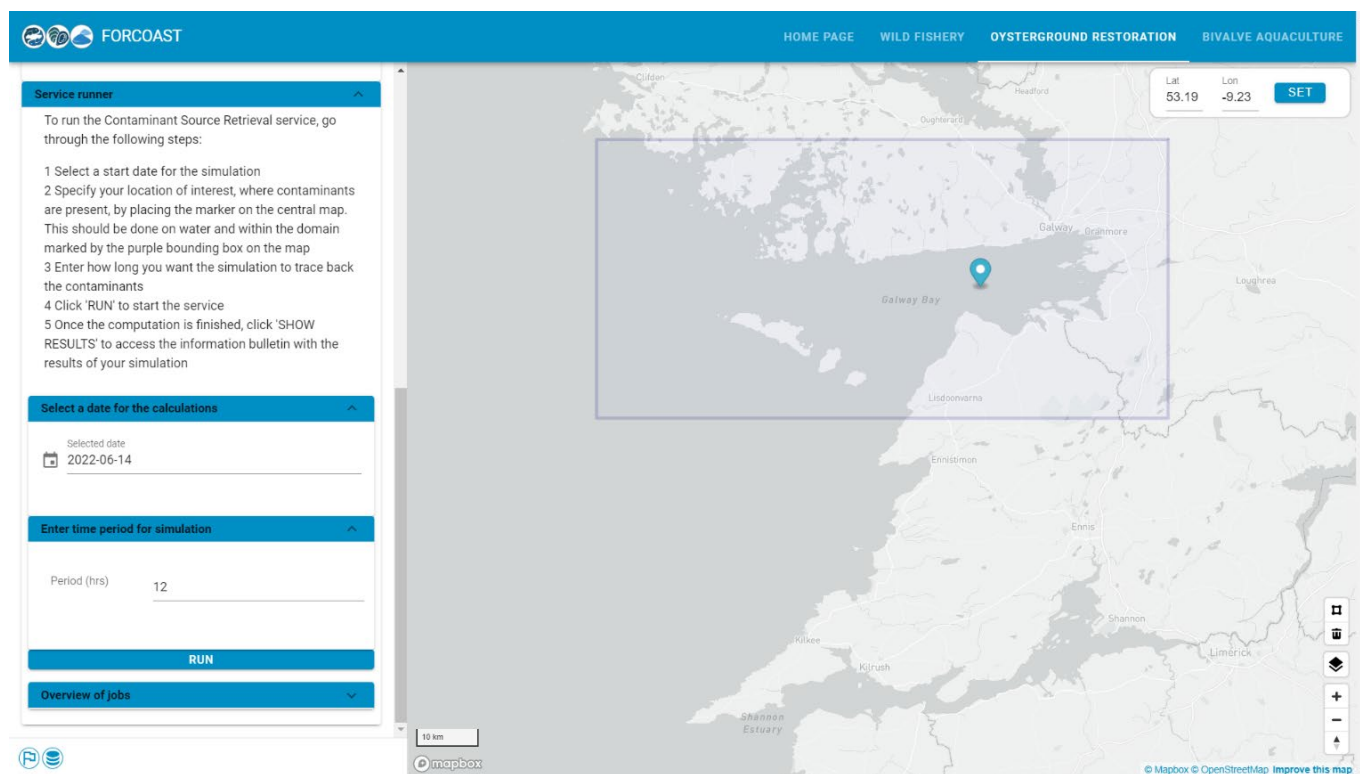 FORCOAST
HOME PAGE
WILD FISHERY
OYSTERGROUND RESTORATION
BIVALVE AQUACULTURE
Service runner
To run the Contaminant Source Retrieval service, go
through the following steps:
1 Select a start date for the simulation
2 Specify your location of interest, where contaminants
are present, by placing the marker on the central map.
This should be done on water and within the domain
marked by the purple bounding box on the map
3 Enter how long you want the simulation to trace back
the contaminants
4 Click 'RUN' to start the service
5 Once the computation is finished, click 'SHOW
RESULTS' to access the information bulletin with the
results of your simulation
Select a date for the calculations
Selected date
2022-06-14
Enter time period for simulation
Period (hrs)
12
RUN
Overview of jobs
Lat
53.19
Lon
-9.23
SET
Clifden
Headford
Oughterard
Galway
Oranmore
Loughrea
Galway Bay
Lisdoonvarna
Ennistimon
Ennis
Shannon
Limerick
Kilkee
Kilrush
Shannon
Estuary
10 km
mapbox
© Mapbox © OpenStreetMap Improve this map